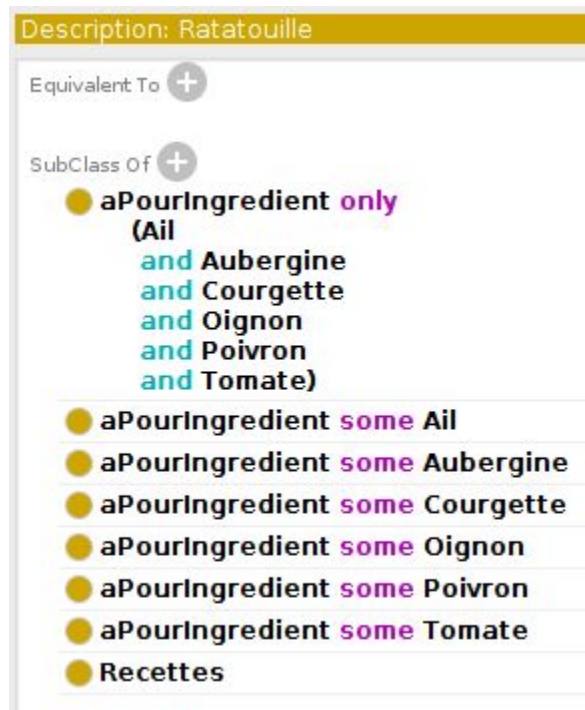 Description: Ratatouille
Equivalent To
SubClass Of
aPourIngredient only
(Ail
and Aubergine
and Courgette
and Oignon
and Poivron
and Tomate)
aPourIngredient some Ail
aPourIngredient some Aubergine
aPourIngredient some Courgette
aPourIngredient some Oignon
aPourIngredient some Poivron
aPourIngredient some Tomate
Recettes